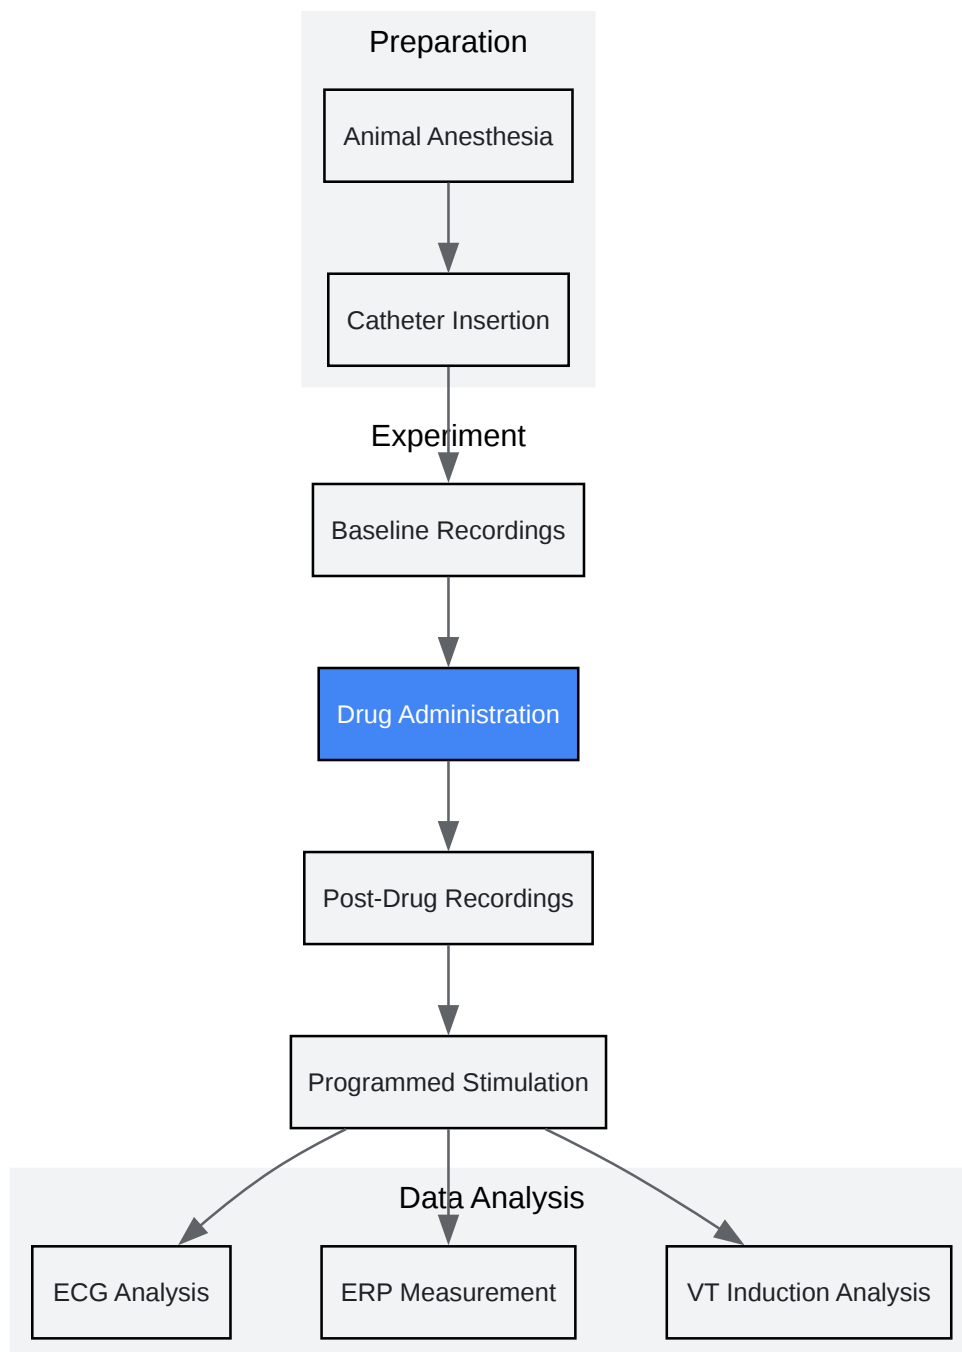 Preparation
Animal Anesthesia
Catheter Insertion
Experiment
Baseline Recordings
Drug Administration
Post-Drug Recordings
Programmed Stimulation
Data Analysis
ECG Analysis
ERP Measurement
VT Induction Analysis